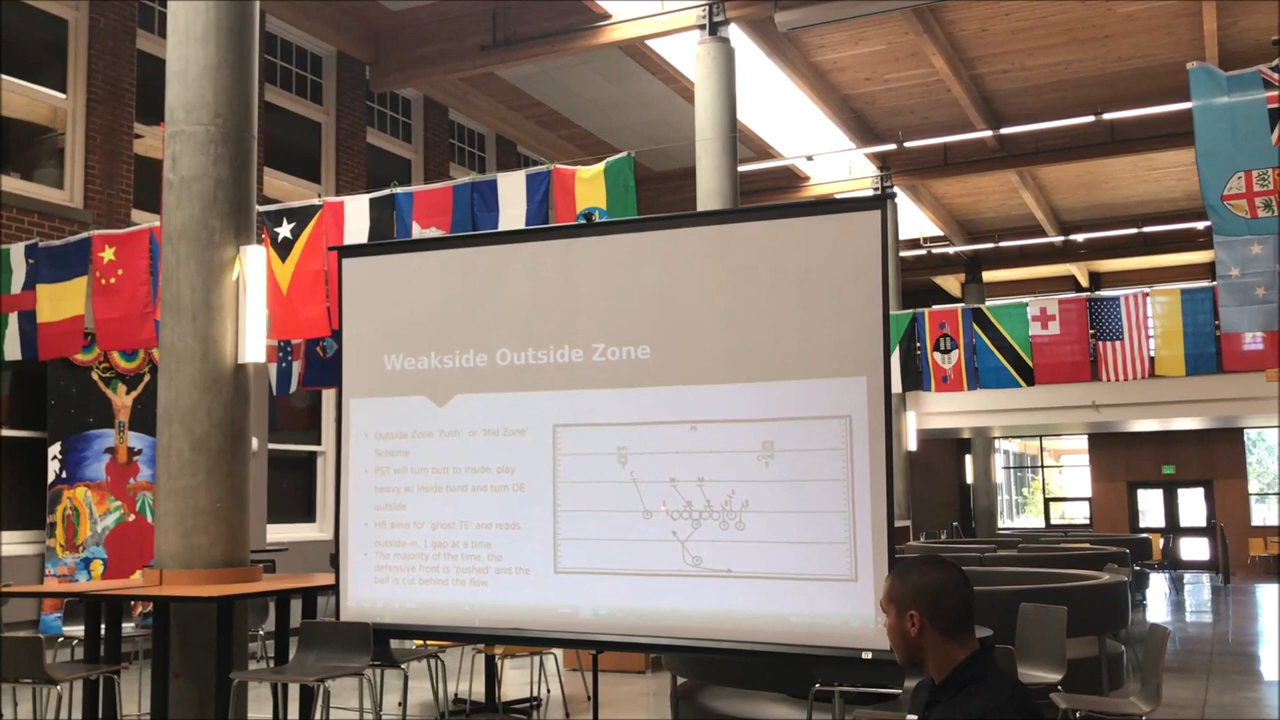 Weakside Outside Zone
Outside Zone 'Push' or 'Mid Zone'
Scheme
PST will turn butt to inside, play
heavy w/ inside hand and turn DE
outside
HB aims for 'ghost TE' and reads
outside-in, 1 gap at a time
The majority of the time, the
defensive front is 'pushed' and the
ball is cut behind the flow